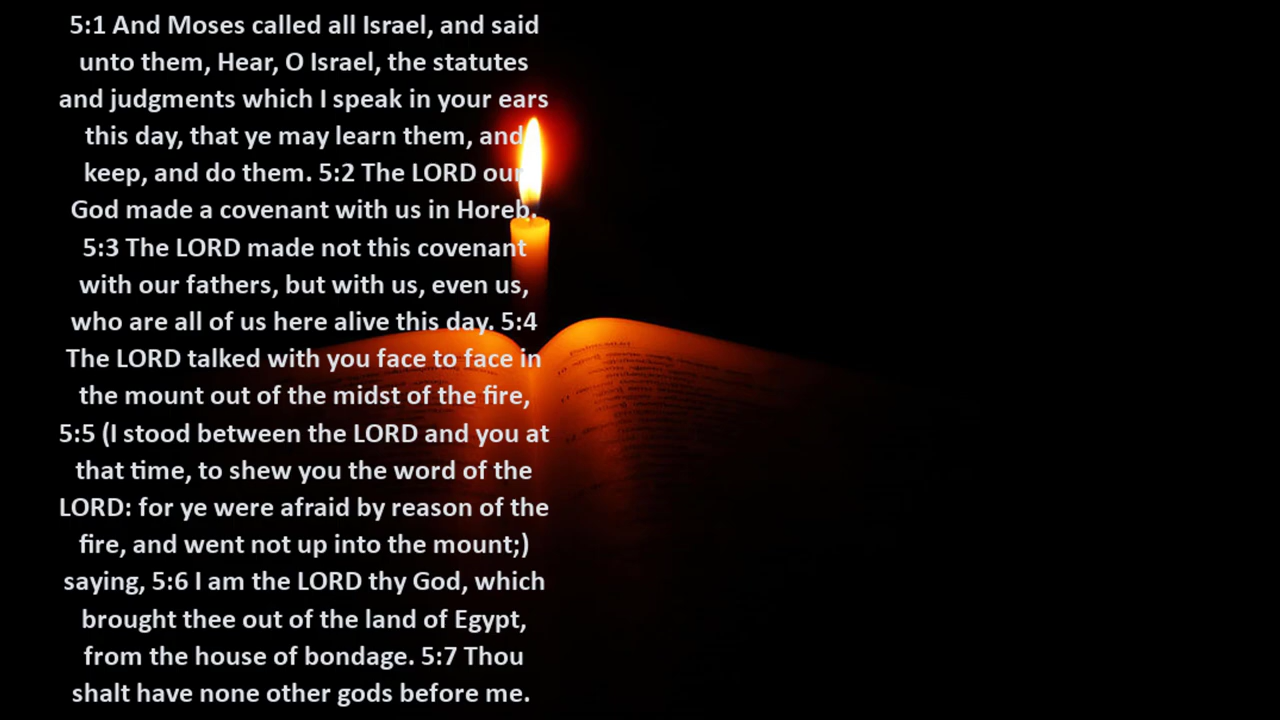 5:1 And Moses called all Israel, and said
unto them, Hear, O Israel, the statutes
and judgments which I speak in your ears
this day, that ye may learn them, and
keep, and do them. 5:2 The LORD our
God made a covenant with us in Horeb.
5:3 The LORD made not this covenant
with our fathers, but with us, even us,
who are all of us here alive this day. 5:4
The LORD talked with you face to face in
the mount out of the midst of the fire,
5:5 (I stood between the LORD and you at
that time, to shew you the word of the
LORD: for ye were afraid by reason of the
fire, and went not up into the mount;)
saying, 5:6 I am the LORD thy God, which
brought thee out of the land of Egypt,
from the house of bondage. 5:7 Thou
shalt have none other gods before me.